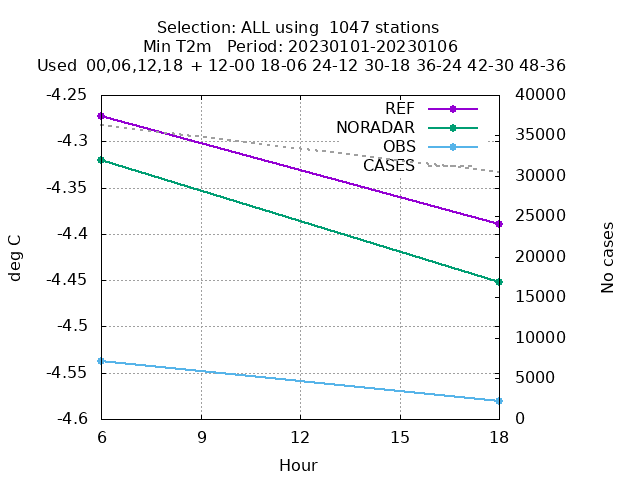 Selection: ALL using  1047 stations
Min T2m   Period: 20230101-20230106
Used  00,06,12,18  + 12-00 18-06 24-12 30-18 36-24 42-30 48-36
-4.25
-4.3
-4.35
-4.4
-4.45
-4.5
-4.55
-4.6
deg C
REF
NORADAR
OBS
CASES
40000
35000
30000
25000
20000
15000
10000
5000
0
No cases
6 9 12 15 18
Hour